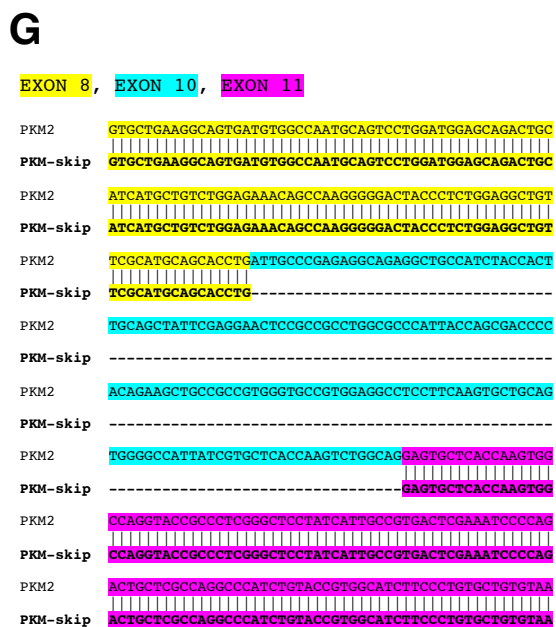 G
EXON 8, EXON 10, EXON 11
PKM2 GTGCTGAAGGCAGTGATGTGGCCAATGCAGTCCTGGATGGAGCAGACTGC
PKM-skip GTGCTGAAGGCAGTGATGTGGCCAATGCAGTCCTGGATGGAGCAGACTGC
PKM2 ATCATGCTGTCTGGAGAAACAGCCAAGGGGGACTACCCTCTGGAGGCTGT
PKM-skip ATCATGCTGTCTGGAGAAACAGCCAAGGGGGACTACCCTCTGGAGGCTGT
PKM2 TCGCATGCAGCACCTGATTGCCCGAGAGGCAGAGGCTGCCATCTACCACT
PKM-skip TCGCATGCAGCACCTG----------------------------------
PKM2 TGCAGCTATTCGAGGAACTCCGCCGCCTGGCGCCCATTACCAGCGACCCC
PKM-skip --------------------------------------------------
PKM2 ACAGAAGCTGCCGCCGTGGGTGCCGTGGAGGCCTCCTTCAAGTGCTGCAG
PKM-skip --------------------------------------------------
PKM2 TGGGGCCATTATCGTGCTCACCAAGTCTGGCAGGAGTGCTCACCAAGTGG
PKM-skip ---------------------------------GAGTGCTCACCAAGTGG
PKM2 CCAGGTACCGCCCTCGGGCTCCTATCATTGCCGTGACTCGAAATCCCCAG
PKM-skip CCAGGTACCGCCCTCGGGCTCCTATCATTGCCGTGACTCGAAATCCCCAG
PKM2 ACTGCTCGCCAGGCCCATCTGTACCGTGGCATCTTCCCTGTGCTGTGTAA
PKM-skip ACTGCTCGCCAGGCCCATCTGTACCGTGGCATCTTCCCTGTGCTGTGTAA